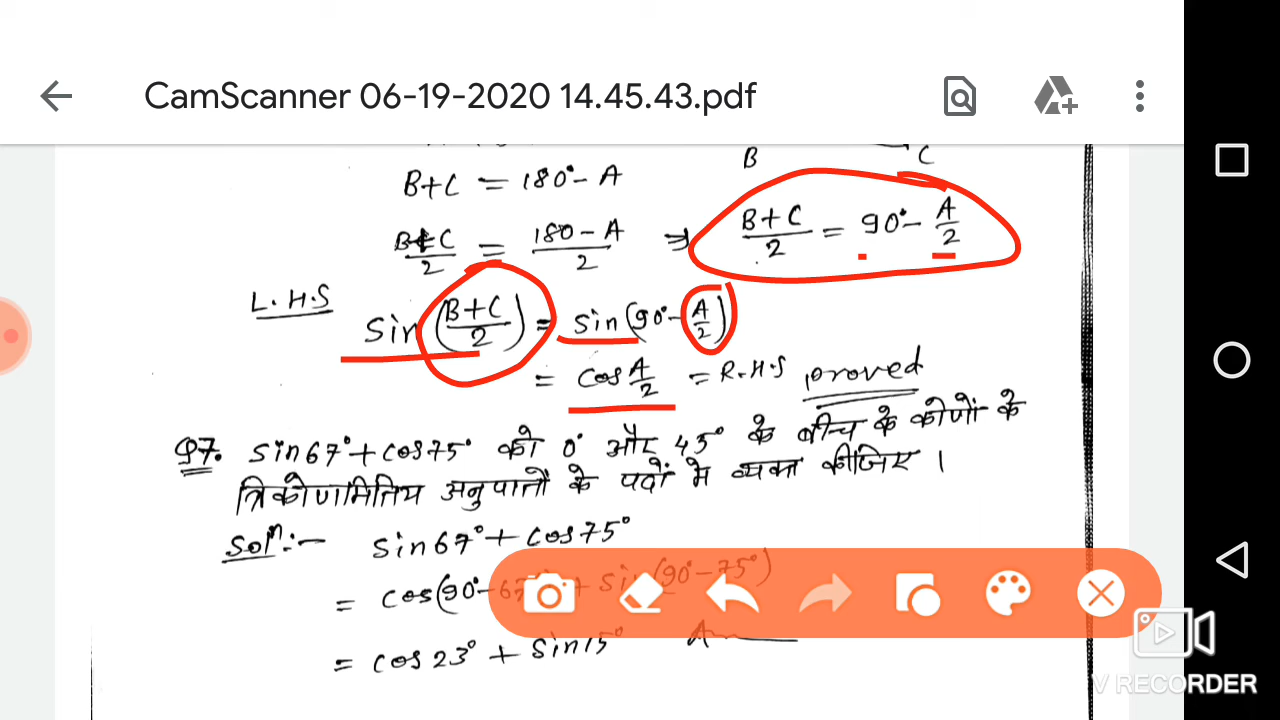 CamScanner 06-19-2020 14.45.43.pdf
B C
B+C = 180° - A
B+C/2 = 180 - A/2 ⇒ B+C/2 = 90° - A/2
L.H.S
Sin (B+C/2) = sin (90° - A/2)
= cos A/2 = R.H.S proved
Q7. sin67° + cos75° को 0° और 45° के बीच के कोणों के
त्रिकोणमितिय अनुपातों के पदों मे व्यक्त कीजिए ।
Solⁿ:- sin67° + cos75°
= cos(90° - 67°) + sin(90° - 75°)
= cos23° + sin15°
V RECORDER